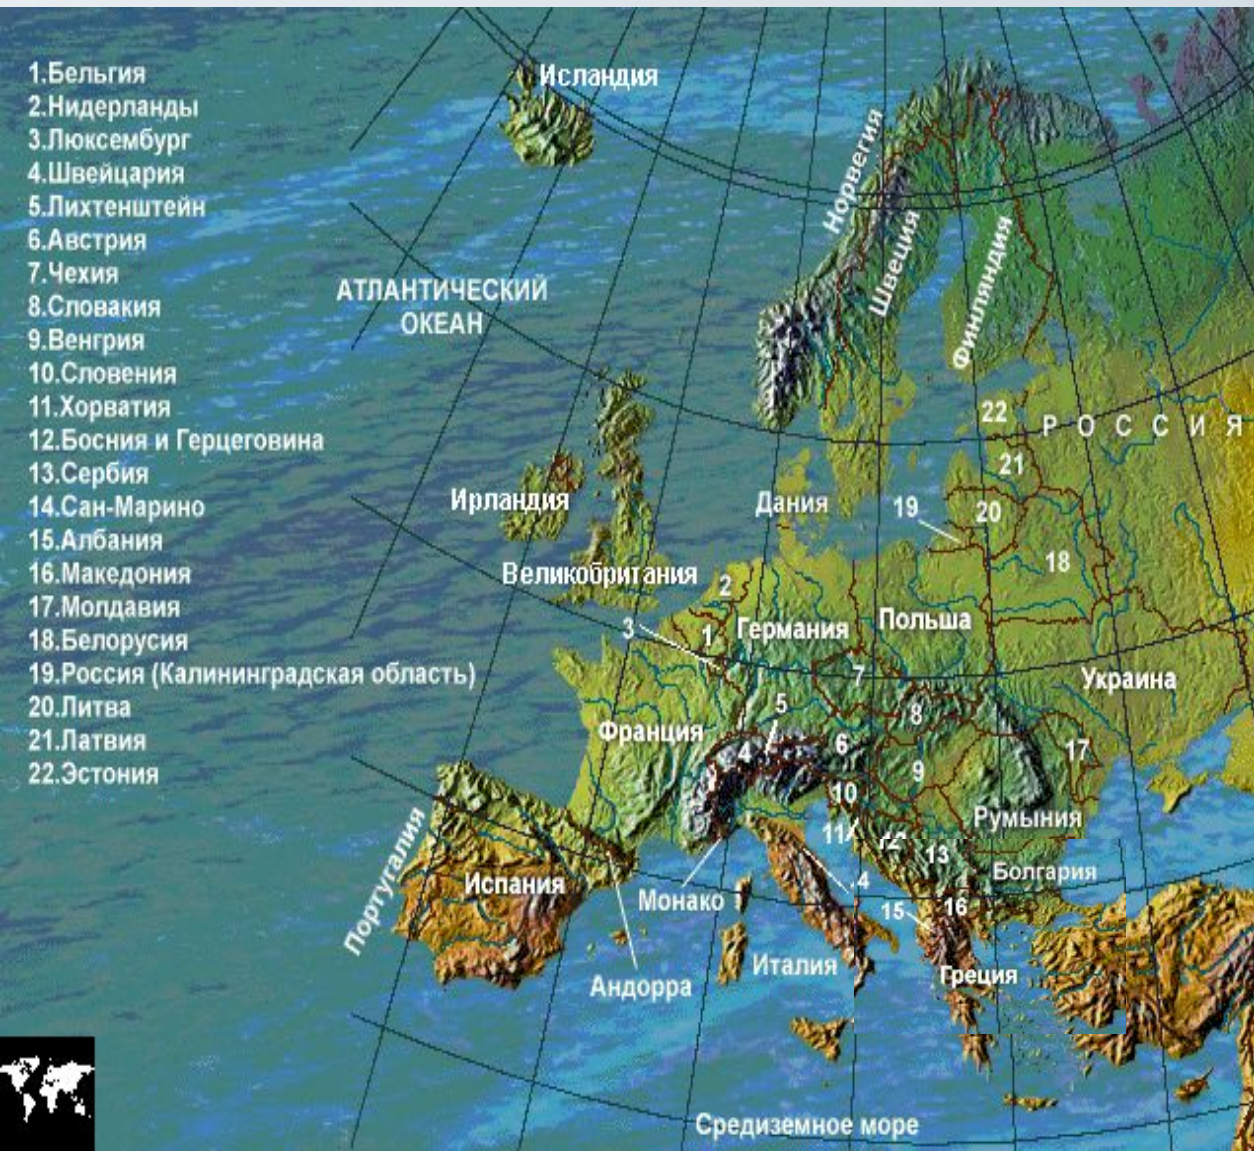 1.Бельгия
2.Нидерланды
3.Люксембург
4.Швейцария
5.Лихтенштейн
6.Австрия
7.Чехия
8.Словакия
9.Венгрия
10.Словения
11.Хорватия
12.Босния и Герцеговина
13.Сербия
14.Сан-Марино
15.Албания
16.Македония
17.Молдавия
18.Белорусия
19.Россия (Калининградская область)
20.Литва
21.Латвия
22.Эстония
Исландия
Норвегия
Швеция
Финляндия
АТЛАНТИЧЕСКИЙ
ОКЕАН
22
РОССИЯ
21
Ирландия
Дания
19
20
18
Великобритания
2
3
1
Германия
Польша
7
Украина
5
8
Франция
4
6
17
9
10
Румыния
11
12
13
Португалия
Испания
Болгария
Монако
4
15
16
Италия
Греция
Андорра
Средиземное море